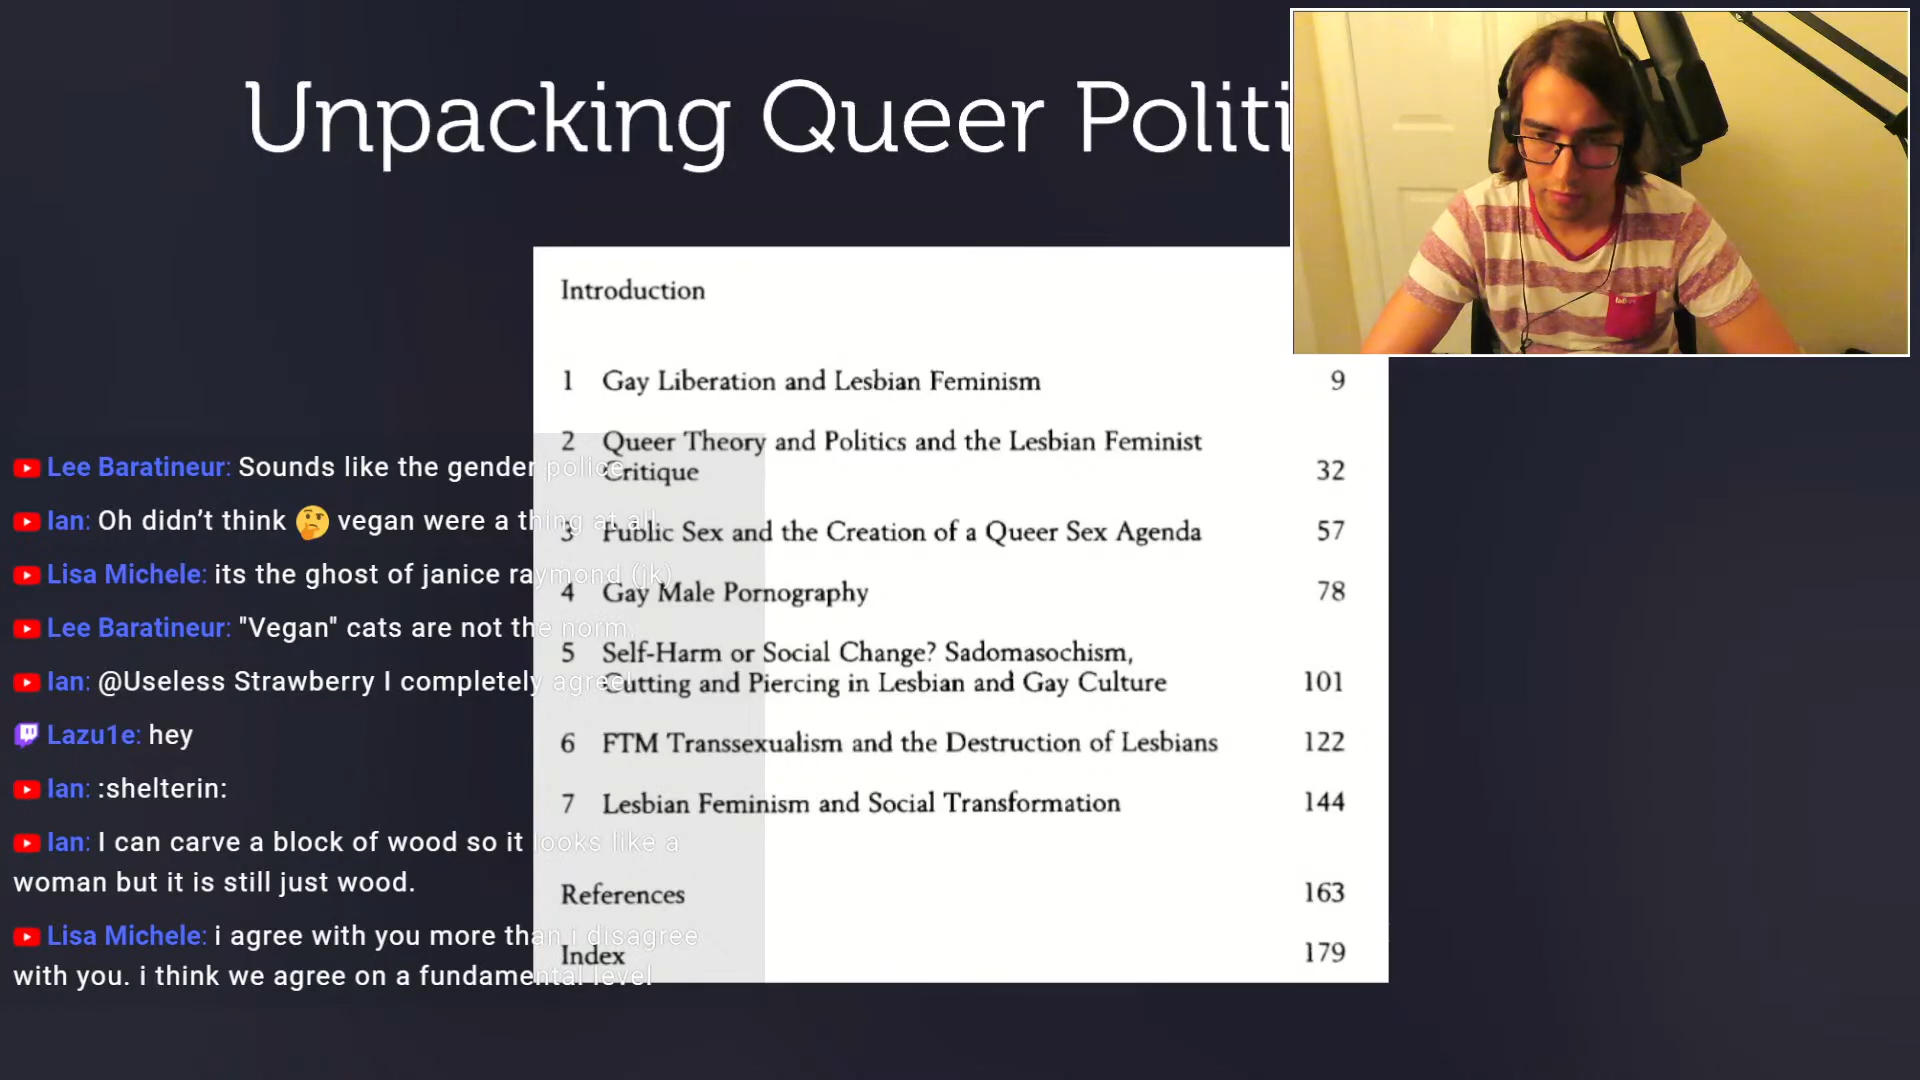 Unpacking Queer Politi
Introduction
1 Gay Liberation and Lesbian Feminism 9
2 Queer Theory and Politics and the Lesbian Feminist
Critique 32
3 Public Sex and the Creation of a Queer Sex Agenda 57
4 Gay Male Pornography 78
5 Self-Harm or Social Change? Sadomasochism,
Cutting and Piercing in Lesbian and Gay Culture 101
6 FTM Transsexualism and the Destruction of Lesbians 122
7 Lesbian Feminism and Social Transformation 144
References 163
Index 179
Lee Baratineur: Sounds like the gender police
Ian: Oh didn’t think 🤔 vegan were a thing at all
Lisa Michele: its the ghost of janice raymond (jk)
Lee Baratineur: "Vegan" cats are not the norm.
Ian: @Useless Strawberry I completely agree!
Lazu1e: hey
Ian: :shelterin:
Ian: I can carve a block of wood so it looks like a
woman but it is still just wood.
Lisa Michele: i agree with you more than i disagree
with you. i think we agree on a fundamental level